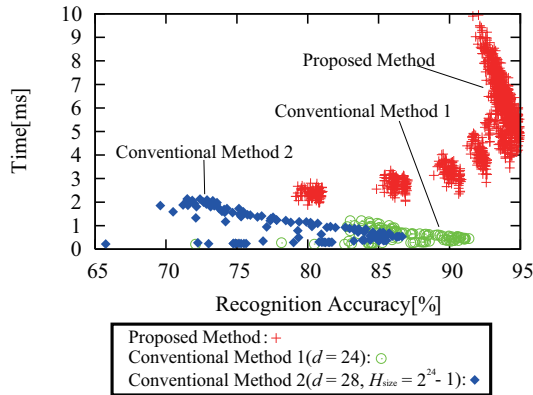 Time[ms]
10
9
8
7
6
5
4
3
2
1
0
Proposed Method
Conventional Method 1
Conventional Method 2
65 70 75 80 85 90 95
Recognition Accuracy[%]
Proposed Method:
Conventional Method 1(d = 24):
Conventional Method 2(d = 28, H_size = 2^24 - 1):